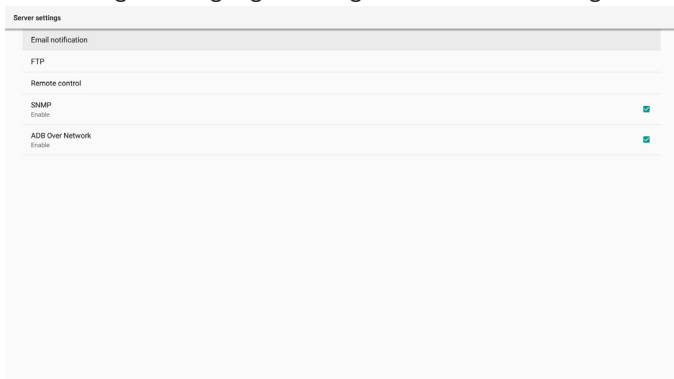 Server settings
Email notification
FTP
Remote control
SNMP
Enable
ADB Over Network
Enable